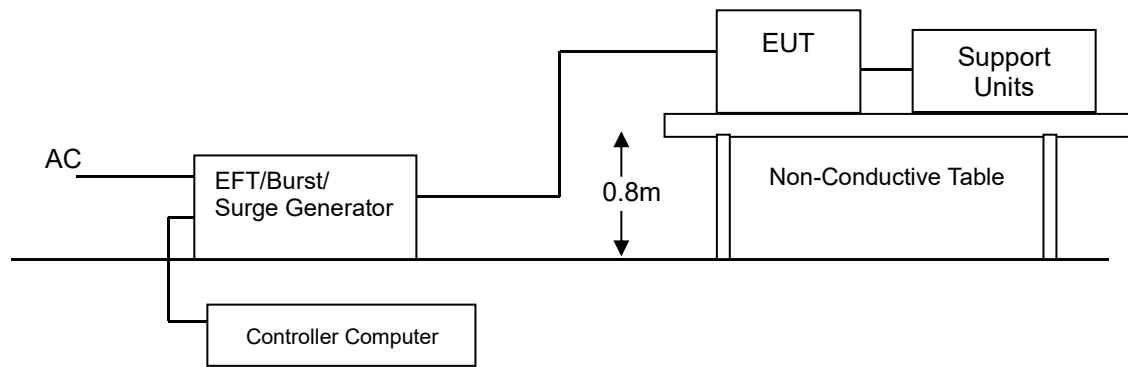 EUT
Support
Units
AC
EFT/Burst/
Surge Generator
0.8m
Non-Conductive Table
Controller Computer